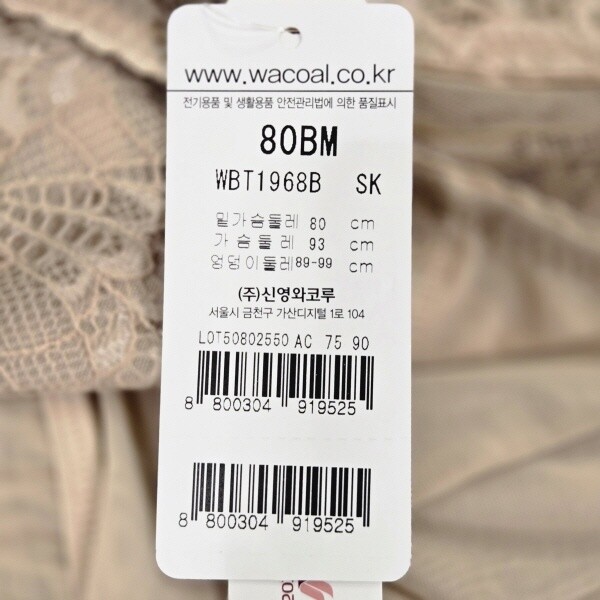 www.wacoal.co.kr
전기용품 및 생활용품 안전관리법에 의한 품질표시
80BM
WBT1968B SK
밑가슴둘레 80 cm
가슴둘레 93 cm
엉덩이둘레 89-99 cm
(주)신영와코루
서울시 금천구 가산디지털 1로 104
LOT50802550 AC 75 90
8 800304 919525
8 800304 919525